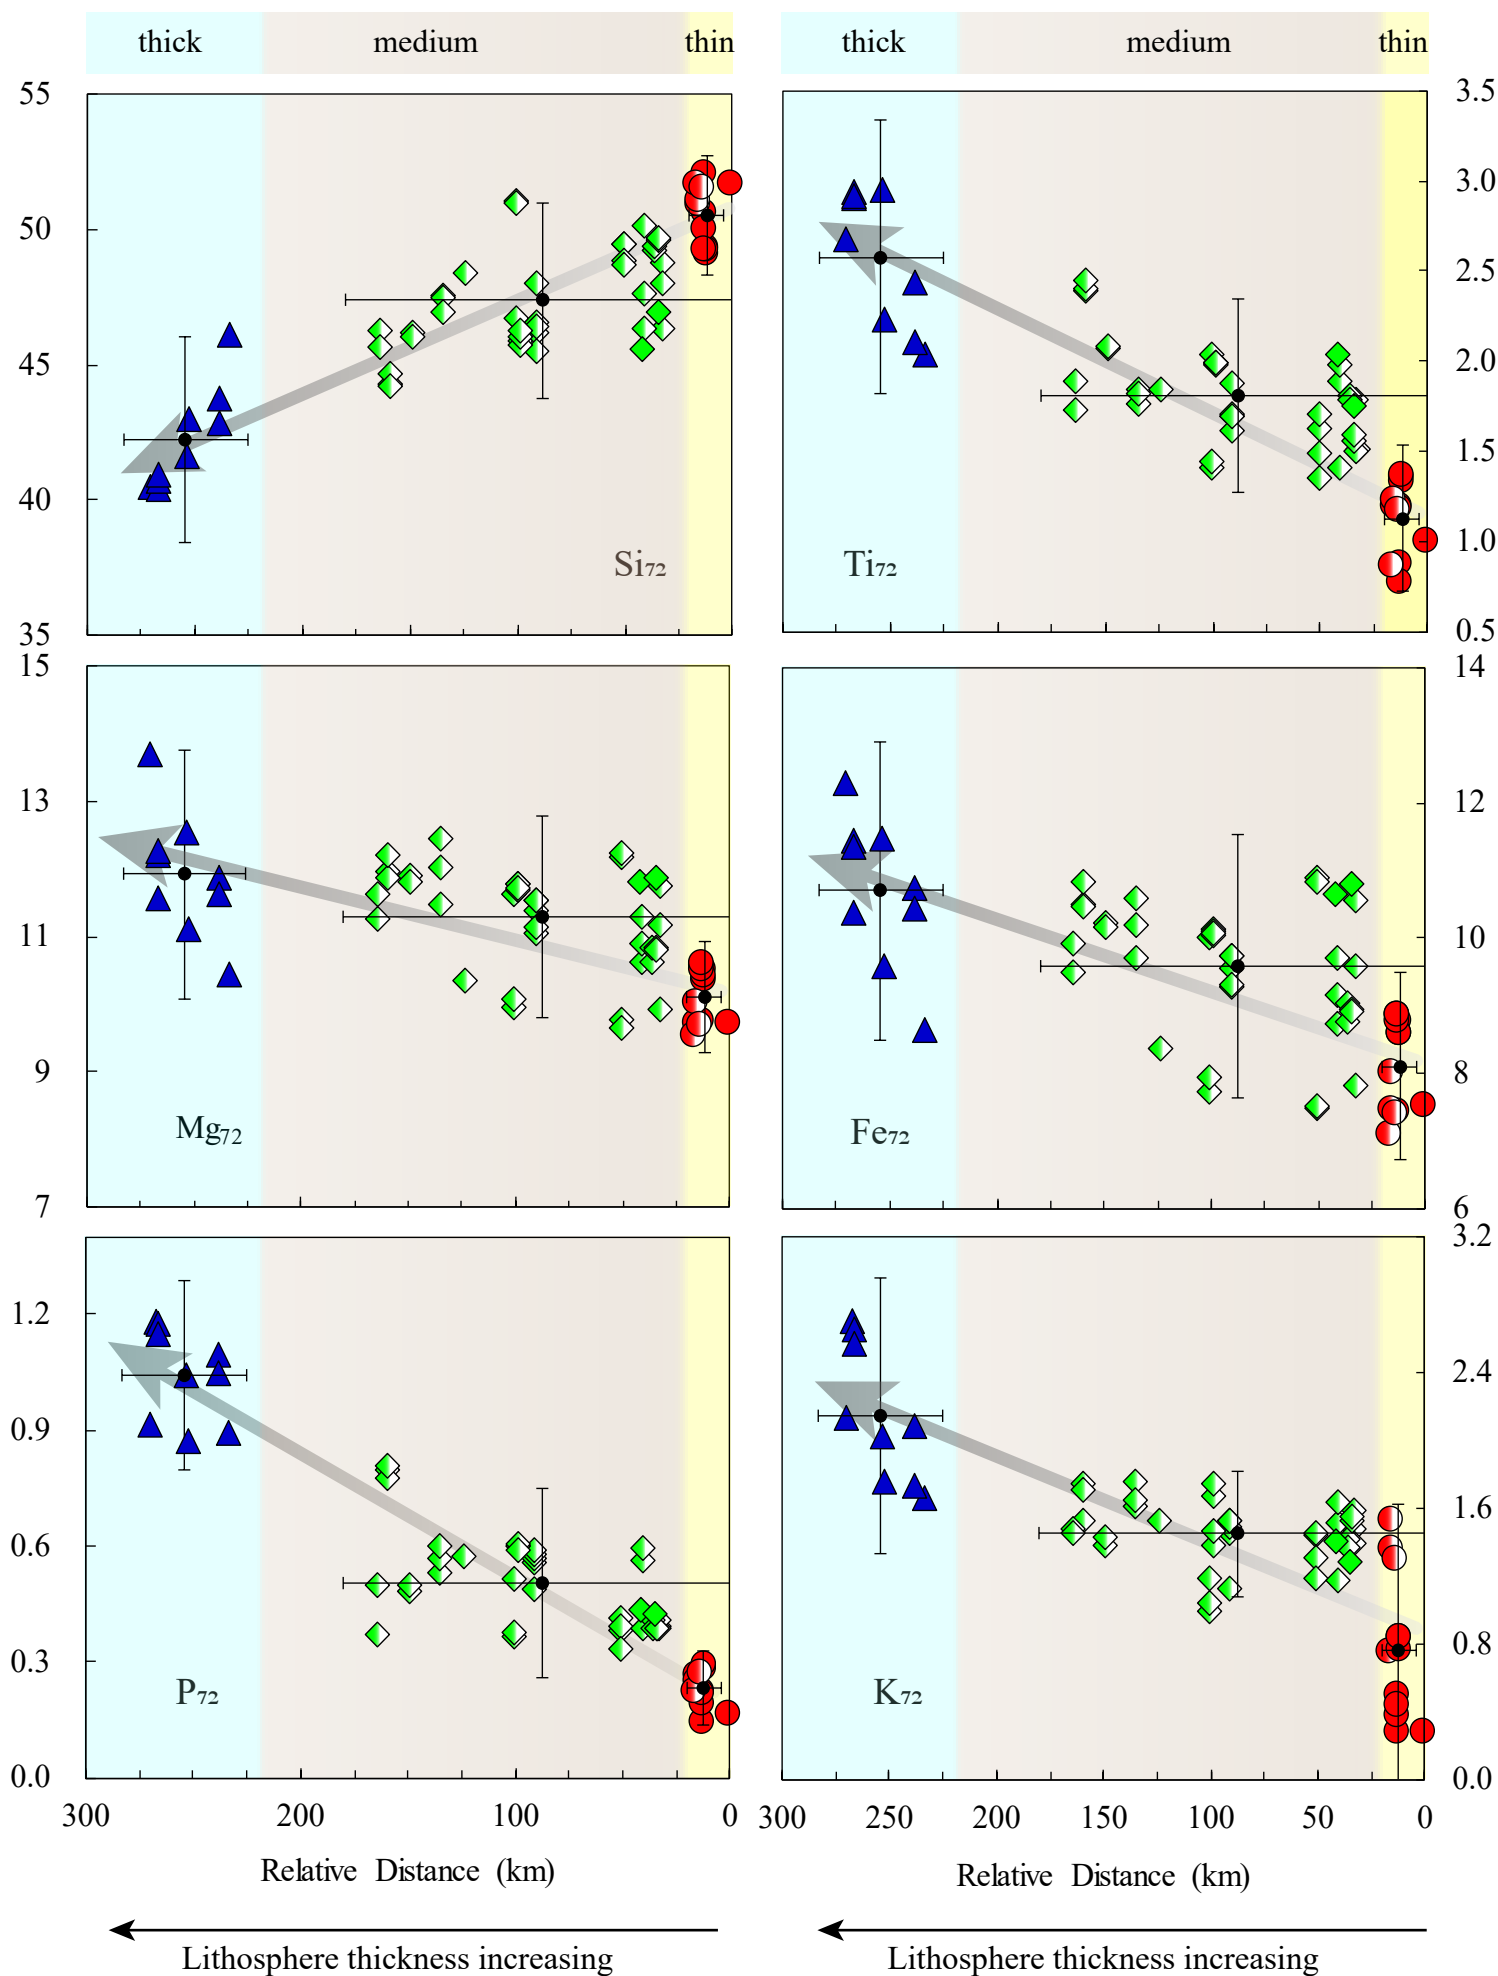 thick medium thin
thick medium thin
55
50
45
40
35
Si72
3.5
3.0
2.5
2.0
1.5
1.0
0.5
Ti72
15
13
11
9
7
Mg72
14
12
10
8
6
Fe72
1.2
0.9
0.6
0.3
0.0
P72
3.2
2.4
1.6
0.8
0.0
K72
300 200 100 0
300 250 200 150 100 50 0
Relative Distance (km)
Relative Distance (km)
Lithosphere thickness increasing
Lithosphere thickness increasing